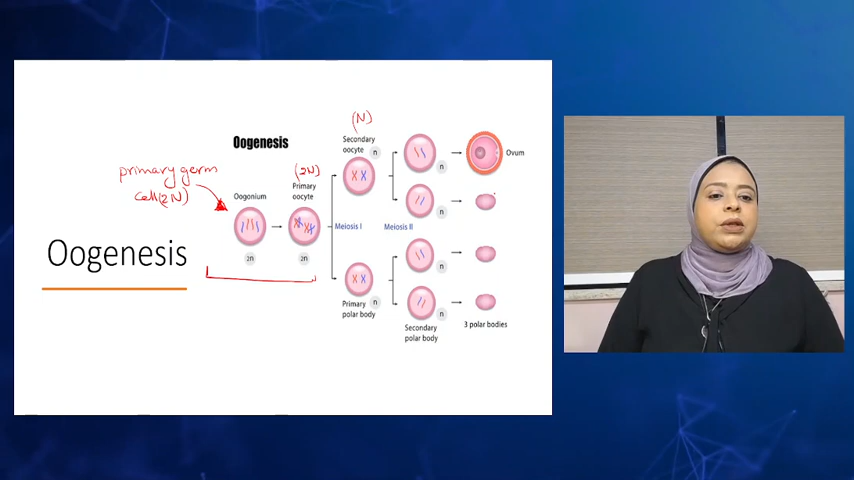 Oogenesis
Oogenesis
primary germ
cell(2N)
Oogonium
2n
(2N)
Primary
oocyte
2n
(N)
Secondary
oocyte
n
Meiosis I
Primary
polar body
n
Meiosis II
n
n
n
n
Secondary
polar body
Ovum
3 polar bodies